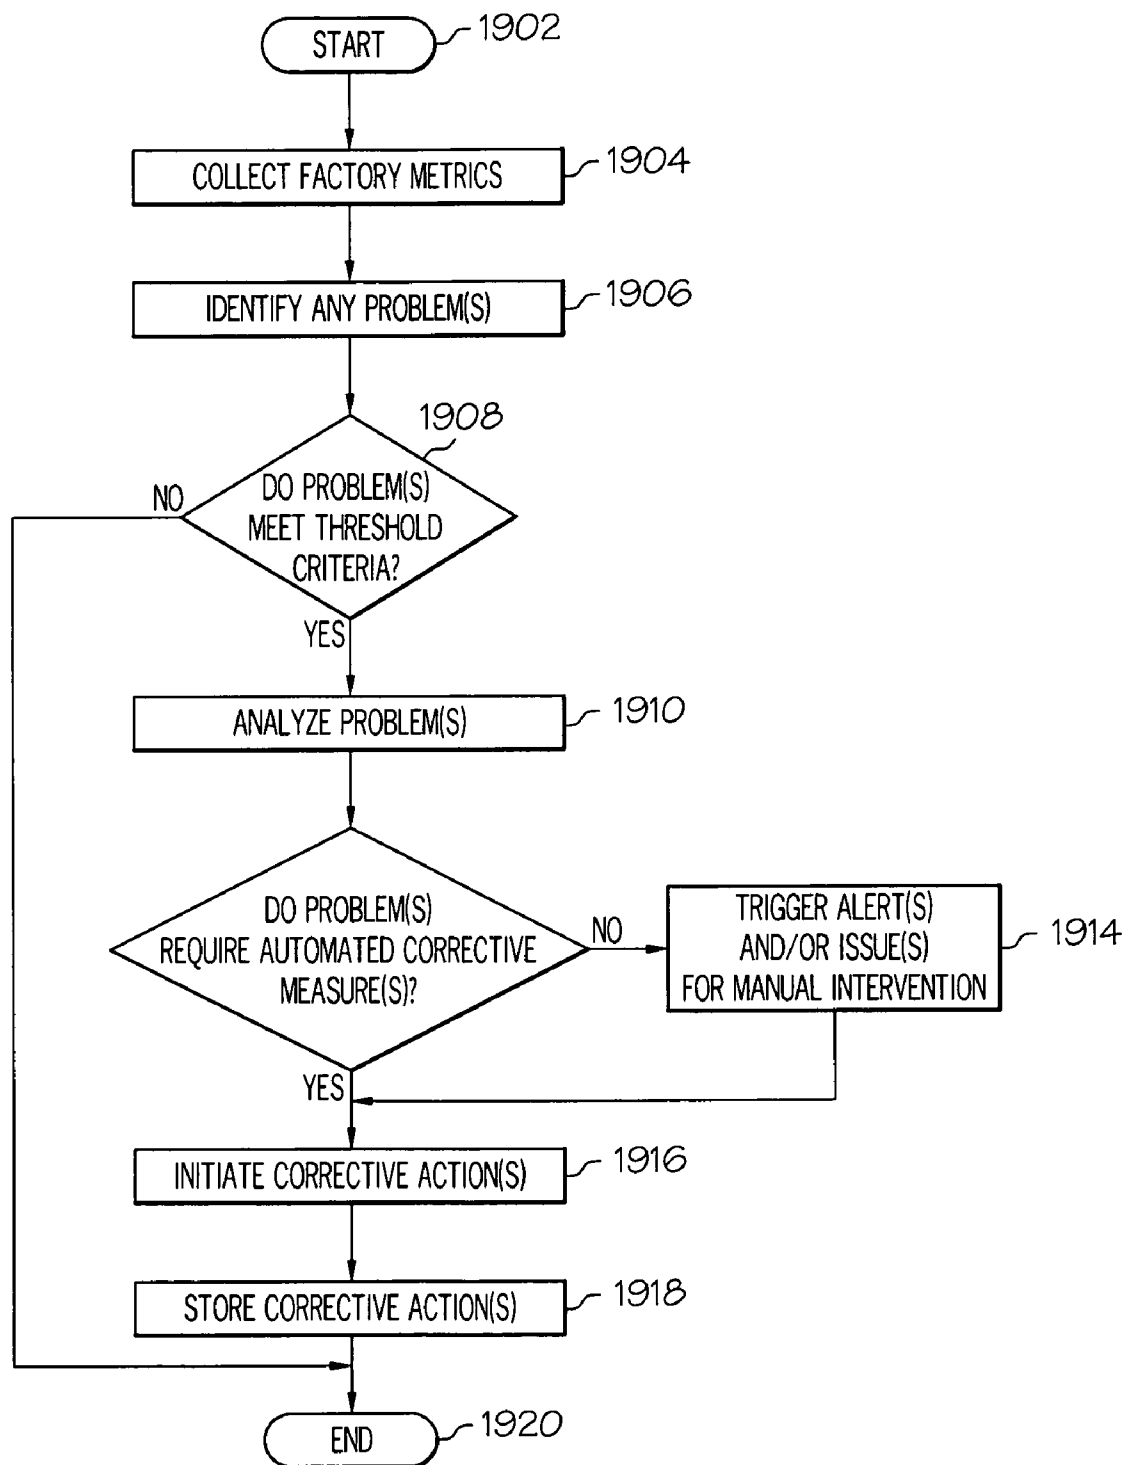 START
1902
COLLECT FACTORY METRICS
1904
IDENTIFY ANY PROBLEM(S)
1906
1908
DO PROBLEM(S)
MEET THRESHOLD
CRITERIA?
NO
YES
ANALYZE PROBLEM(S)
1910
DO PROBLEM(S)
REQUIRE AUTOMATED CORRECTIVE
MEASURE(S)?
NO
TRIGGER ALERT(S)
AND/OR ISSUE(S)
FOR MANUAL INTERVENTION
1914
YES
INITIATE CORRECTIVE ACTION(S)
1916
STORE CORRECTIVE ACTION(S)
1918
END
1920